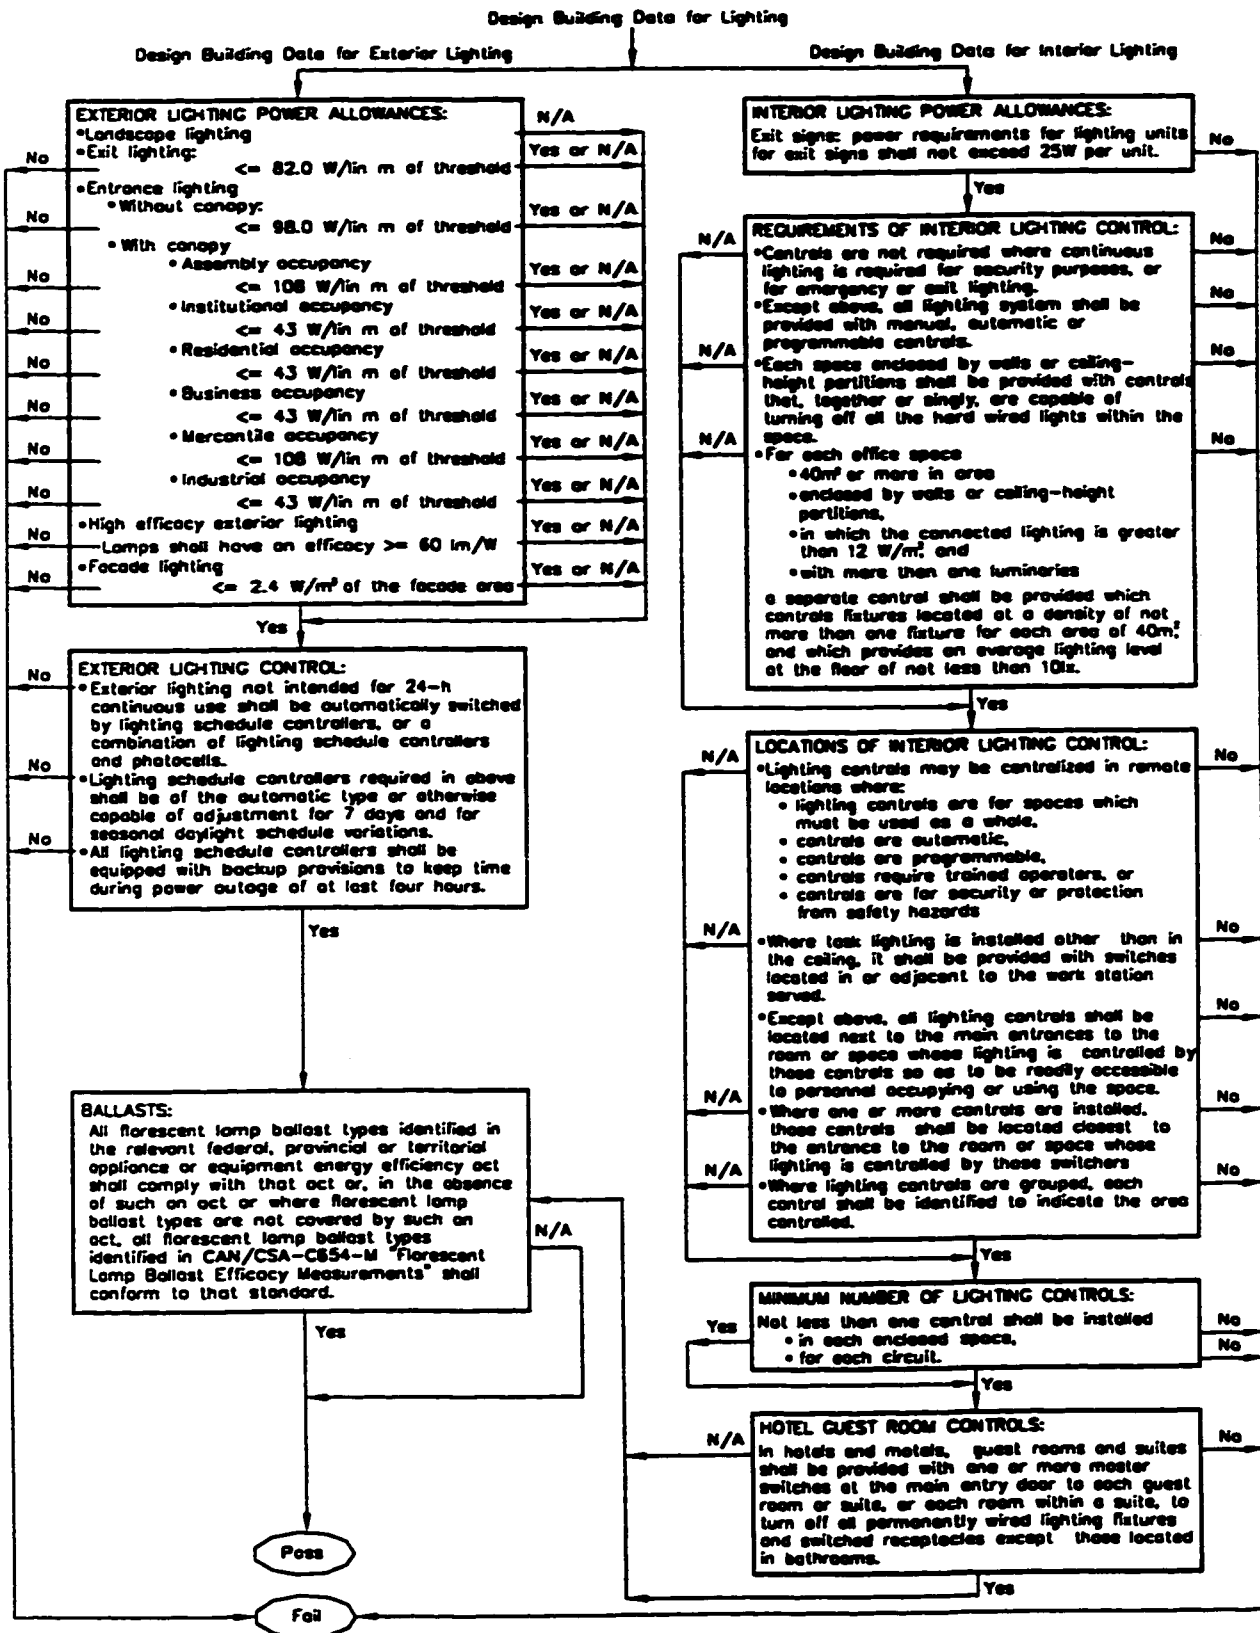 Design Building Data for Lighting
Design Building Data for Exterior Lighting
Design Building Data for Interior Lighting
EXTERIOR LIGHTING POWER ALLOWANCES:
•Landscape lighting
N/A
•Exit lighting:
Yes or N/A
No
<= 82.0 W/lin m of threshold
•Entrance lighting
•Without canopy:
Yes or N/A
No
<= 98.0 W/lin m of threshold
•With canopy
•Assembly occupancy
Yes or N/A
No
<= 108 W/lin m of threshold
•Institutional occupancy
Yes or N/A
No
<= 43 W/lin m of threshold
•Residential occupancy
Yes or N/A
No
<= 43 W/lin m of threshold
•Business occupancy
Yes or N/A
No
<= 43 W/lin m of threshold
•Mercantile occupancy
Yes or N/A
No
<= 108 W/lin m of threshold
•Industrial occupancy
Yes or N/A
No
<= 43 W/lin m of threshold
•High efficacy exterior lighting
Yes or N/A
No
Lamps shall have an efficacy >= 60 lm/W
•Facade lighting
Yes or N/A
No
<= 2.4 W/m² of the facade area
Yes
EXTERIOR LIGHTING CONTROL:
No
•Exterior lighting not intended for 24-h
continuous use shall be automatically switched
by lighting schedule controllers, or a
combination of lighting schedule controllers
and photocells.
No
•Lighting schedule controllers required in above
shall be of the automatic type or otherwise
capable of adjustment for 7 days and for
seasonal daylight schedule variations.
No
•All lighting schedule controllers shall be
equipped with backup provisions to keep time
during power outage of at last four hours.
Yes
BALLASTS:
All florescent lamp ballast types identified in
the relevant federal, provincial or territorial
appliance or equipment energy efficiency act
shall comply with that act or, in the absence
of such an act or where florescent lamp
ballast types are not covered by such an
act, all florescent lamp ballast types
identified in CAN/CSA-C654-M "Florescent
Lamp Ballast Efficacy Measurements" shall
conform to that standard.
N/A
Yes
Pass
Fail
INTERIOR LIGHTING POWER ALLOWANCES:
Exit signs: power requirements for lighting units
for exit signs shall not exceed 25W per unit.
No
Yes
REQUIREMENTS OF INTERIOR LIGHTING CONTROL:
N/A
No
•Controls are not required where continuous
lighting is required for security purposes, or
for emergency or exit lighting.
No
•Except above, all lighting system shall be
provided with manual, automatic or
programmable controls.
N/A
No
•Each space enclosed by walls or ceiling-
height partitions shall be provided with controls
that, together or singly, are capable of
turning off all the hard wired lights within the
space.
N/A
No
•For each office space
•40m² or more in area
•enclosed by walls or ceiling-height
partitions,
•in which the connected lighting is greater
than 12 W/m², and
•with more than one luminaries
a separate control shall be provided which
controls fixtures located at a density of not
more than one fixture for each area of 40m²,
and which provides an average lighting level
at the floor of not less than 10lx.
Yes
LOCATIONS OF INTERIOR LIGHTING CONTROL:
N/A
No
•Lighting controls may be centralized in remote
locations where:
• lighting controls are for spaces which
must be used as a whole,
• controls are automatic,
• controls are programmable,
• controls require trained operators, or
• controls are for security or protection
from safety hazards
N/A
No
•Where task lighting is installed other than in
the ceiling, it shall be provided with switches
located in or adjacent to the work station
served.
No
•Except above, all lighting controls shall be
located next to the main entrances to the
room or space whose lighting is controlled by
those controls so as to be readily accessible
to personnel occupying or using the space.
N/A
No
•Where one or more controls are installed,
those controls shall be located closest to
the entrance to the room or space whose
lighting is controlled by those switchers
N/A
No
•Where lighting controls are grouped, each
control shall be identified to indicate the area
controlled.
Yes
MINIMUM NUMBER OF LIGHTING CONTROLS:
Not less than one control shall be installed
Yes
No
• in each enclosed space,
No
• for each circuit.
Yes
HOTEL GUEST ROOM CONTROLS:
N/A
No
In hotels and motels, guest rooms and suites
shall be provided with one or more master
switches at the main entry door to each guest
room or suite, or each room within a suite, to
turn off all permanently wired lighting fixtures
and switched receptacles except those located
in bathrooms.
Yes